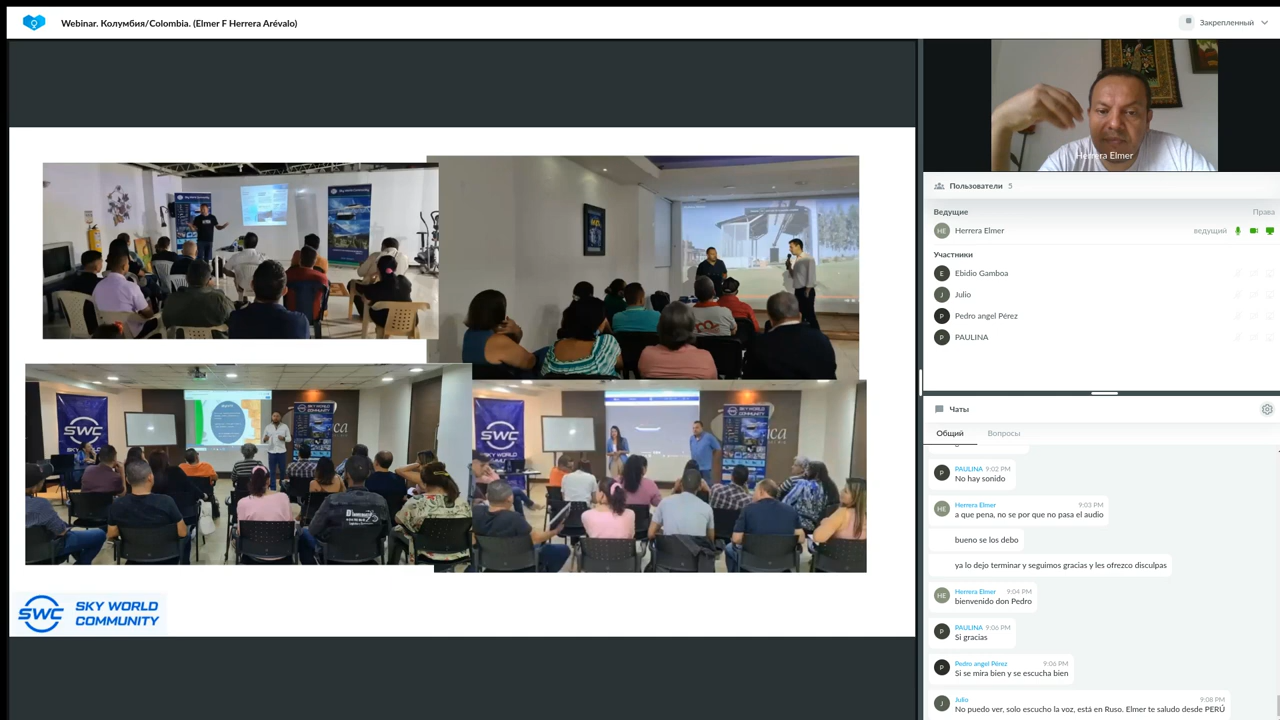 Webinar. Колумбия/Colombia. (Elmer F Herrera Arévalo)
Закрепленный
SWC
SWC
SWC SKY WORLD
COMMUNITY
Herrera Elmer
Пользователи 5
Ведущие Права
HE Herrera Elmer ведущий
Участники
E Ebidio Gamboa
J Julio
P Pedro angel Pérez
P PAULINA
Чаты
Общий Вопросы
P PAULINA 9:02 PM
No hay sonido
HE Herrera Elmer 9:03 PM
a que pena, no se por que no pasa el audio
bueno se los debo
ya lo dejo terminar y seguimos gracias y les ofrezco disculpas
HE Herrera Elmer 9:04 PM
bienvenido don Pedro
P PAULINA 9:06 PM
Si gracias
P Pedro angel Pérez 9:06 PM
Si se mira bien y se escucha bien
J Julio 9:08 PM
No puedo ver, solo escucho la voz, está en Ruso. Elmer te saludo desde PERÚ